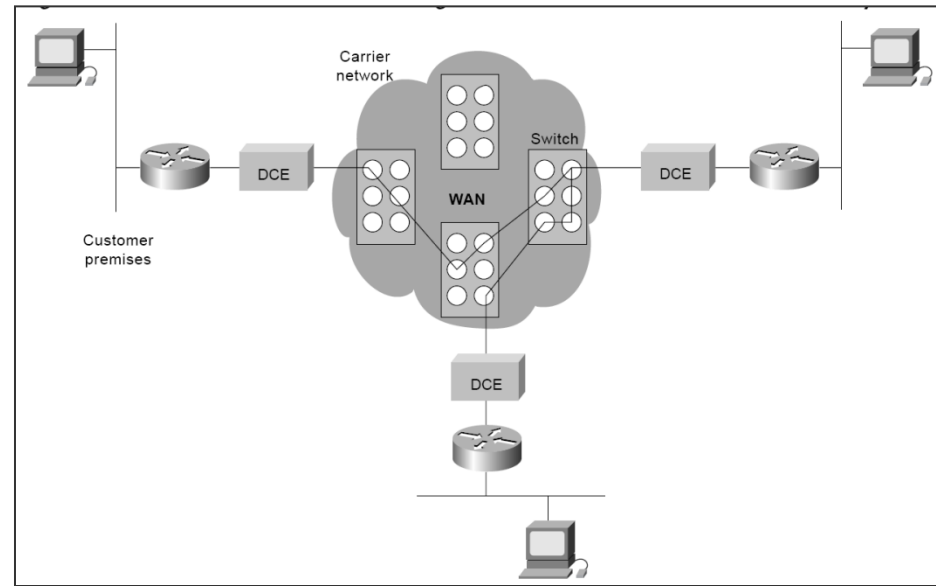 Carrier
network
Switch
DCE
DCE
WAN
Customer
premises
DCE